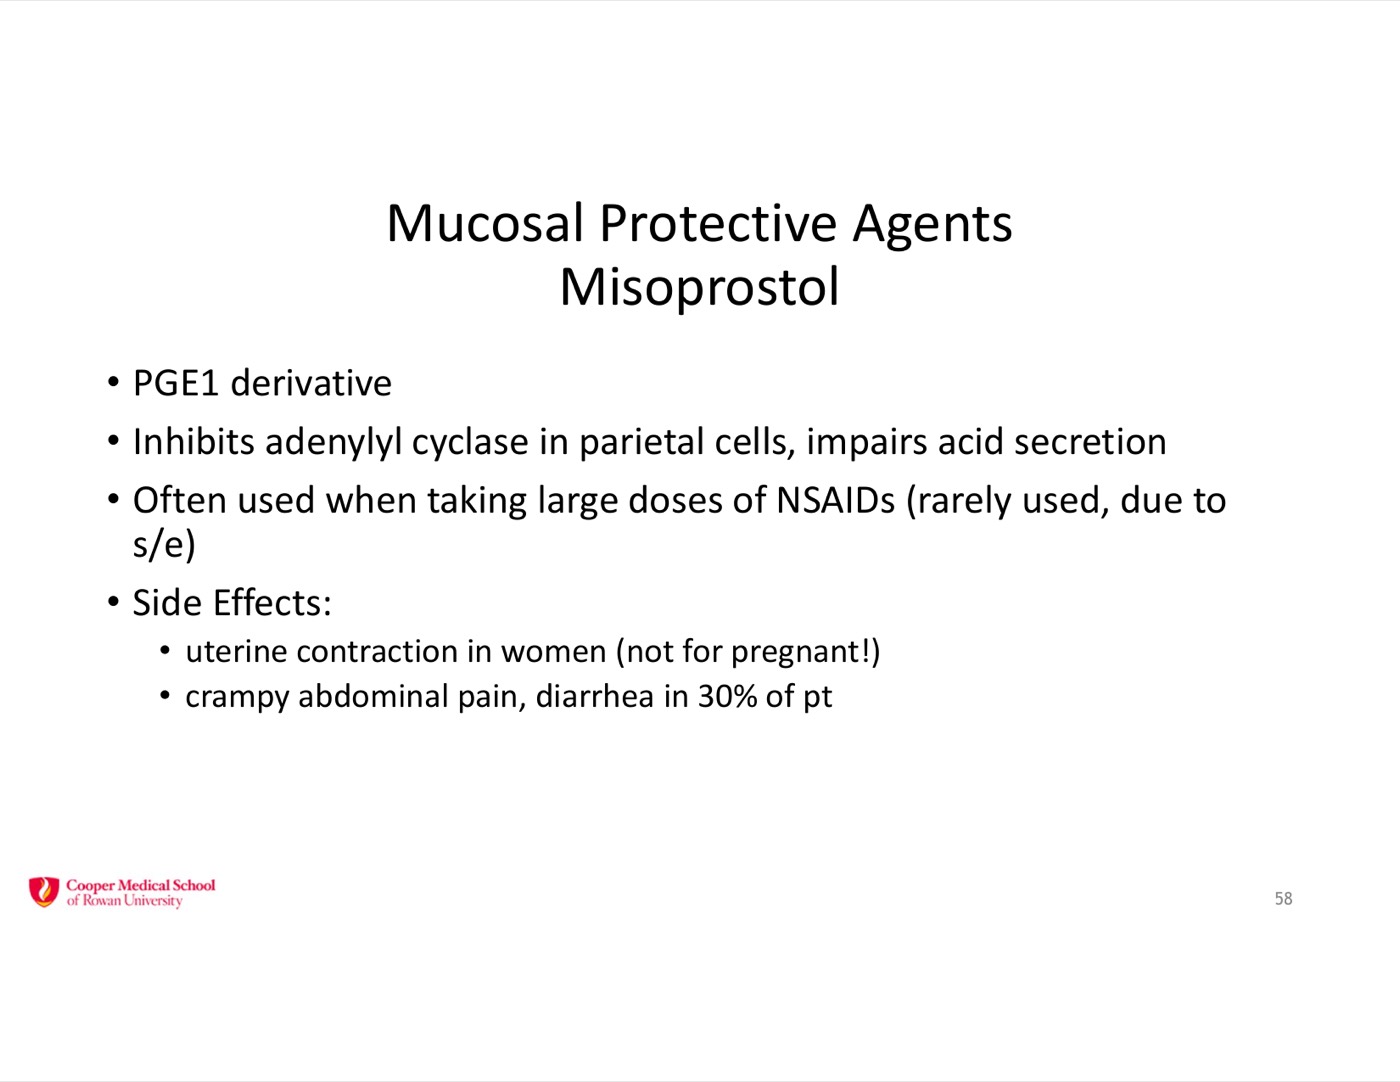 Mucosal Protective Agents
Misoprostol
• PGE1 derivative
• Inhibits adenylyl cyclase in parietal cells, impairs acid secretion
• Often used when taking large doses of NSAIDs (rarely used, due to
s/e)
• Side Effects:
• uterine contraction in women (not for pregnant!)
• crampy abdominal pain, diarrhea in 30% of pt
Cooper Medical School
of Rowan University
58